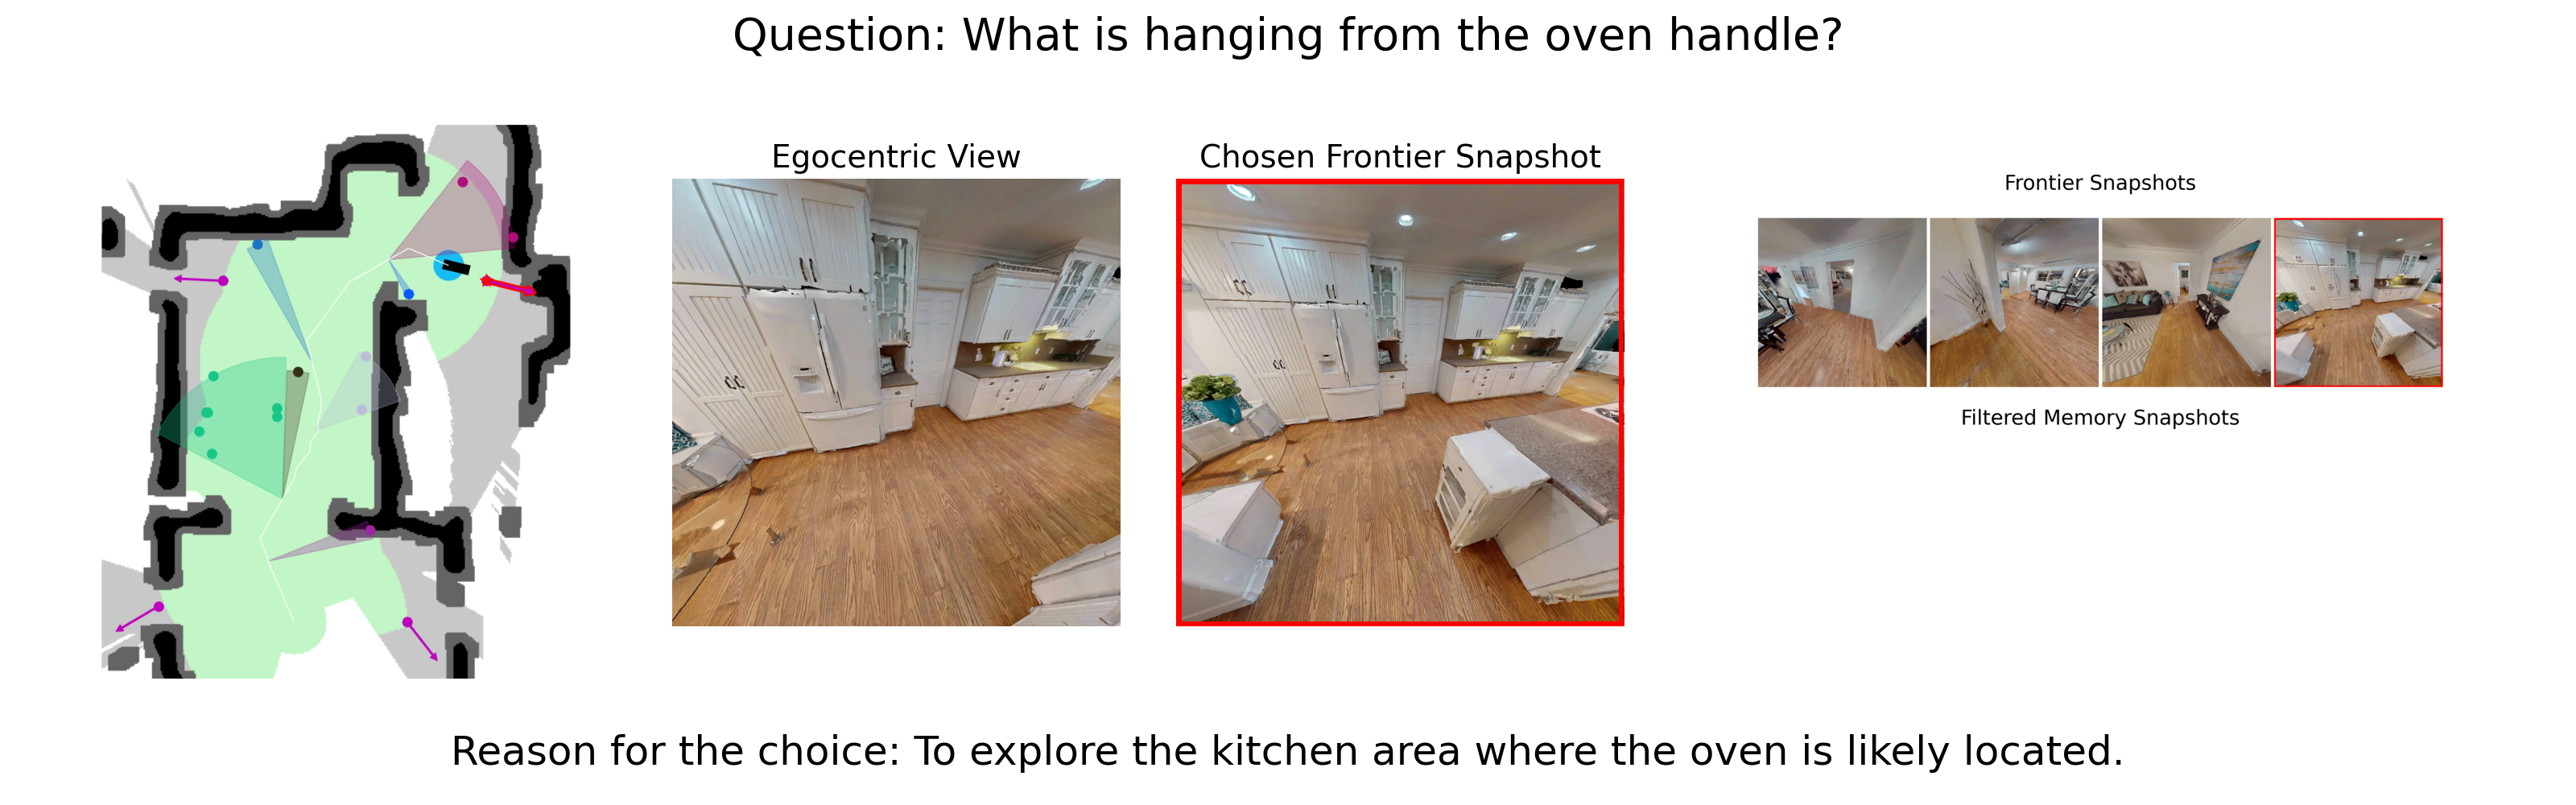 Question: What is hanging from the oven handle?
Egocentric View
Chosen Frontier Snapshot
Frontier Snapshots
Filtered Memory Snapshots
Reason for the choice: To explore the kitchen area where the oven is likely located.